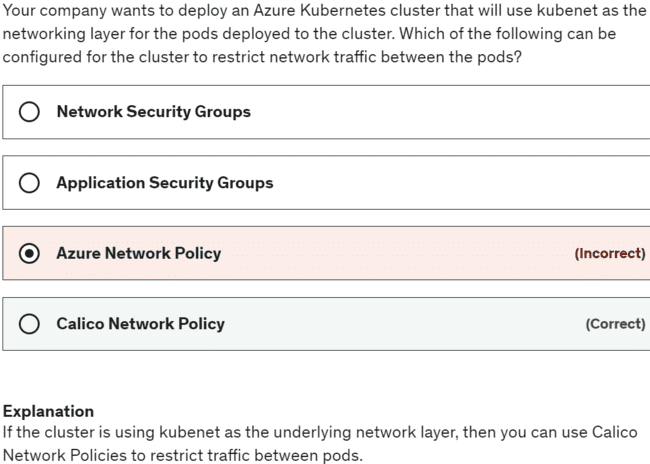 Your company wants to deploy an Azure Kubernetes cluster that will use kubenet as the
networking layer for the pods deployed to the cluster. Which of the following can be
configured for the cluster to restrict network traffic between the pods?
Network Security Groups
Application Security Groups
Azure Network Policy (Incorrect)
Calico Network Policy (Correct)
Explanation
If the cluster is using kubenet as the underlying network layer, then you can use Calico
Network Policies to restrict traffic between pods.